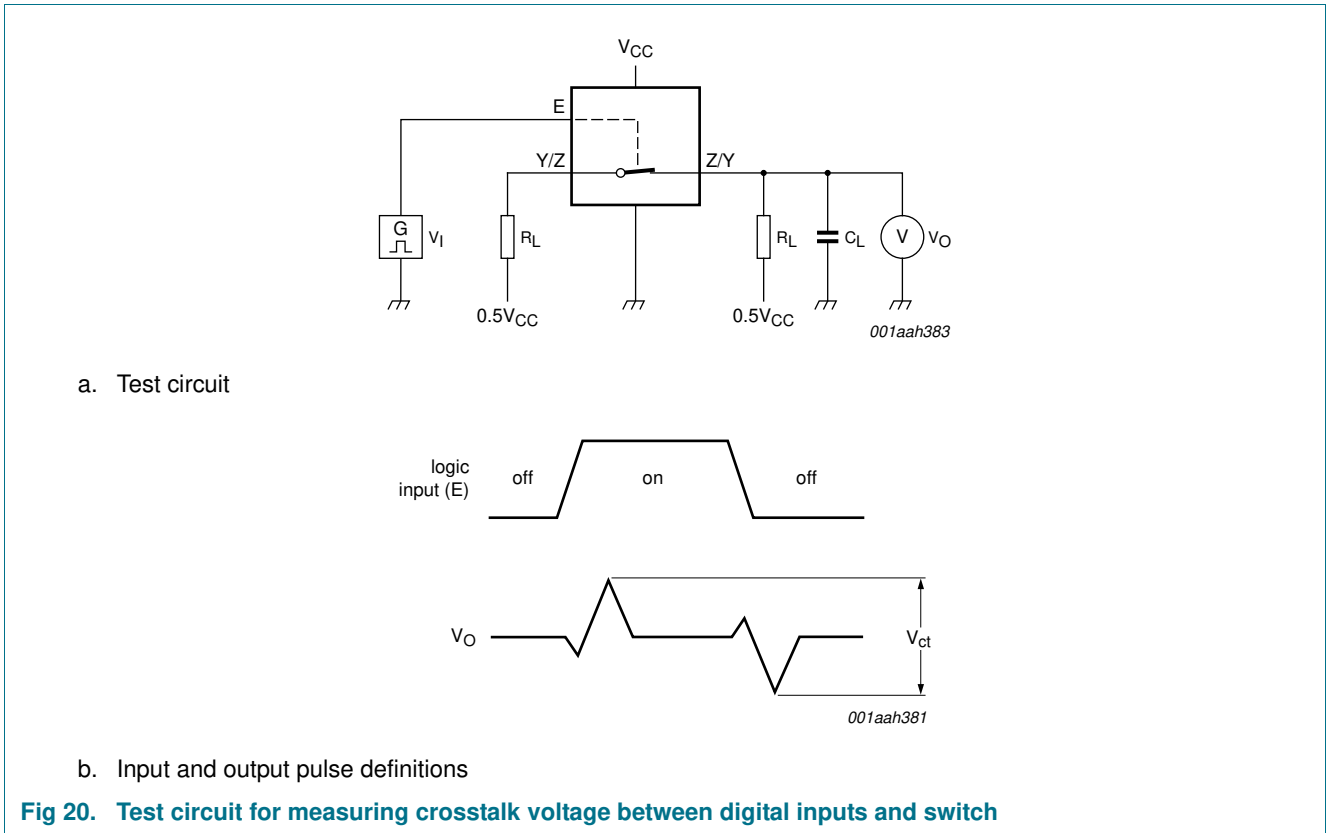 VCC
E
Y/Z
Z/Y
G
VI
RL
RL
CL
V
VO
0.5VCC
0.5VCC
001aah383
a. Test circuit
logic
input (E)
off
on
off
VO
Vct
001aah381
b. Input and output pulse definitions
Fig 20. Test circuit for measuring crosstalk voltage between digital inputs and switch